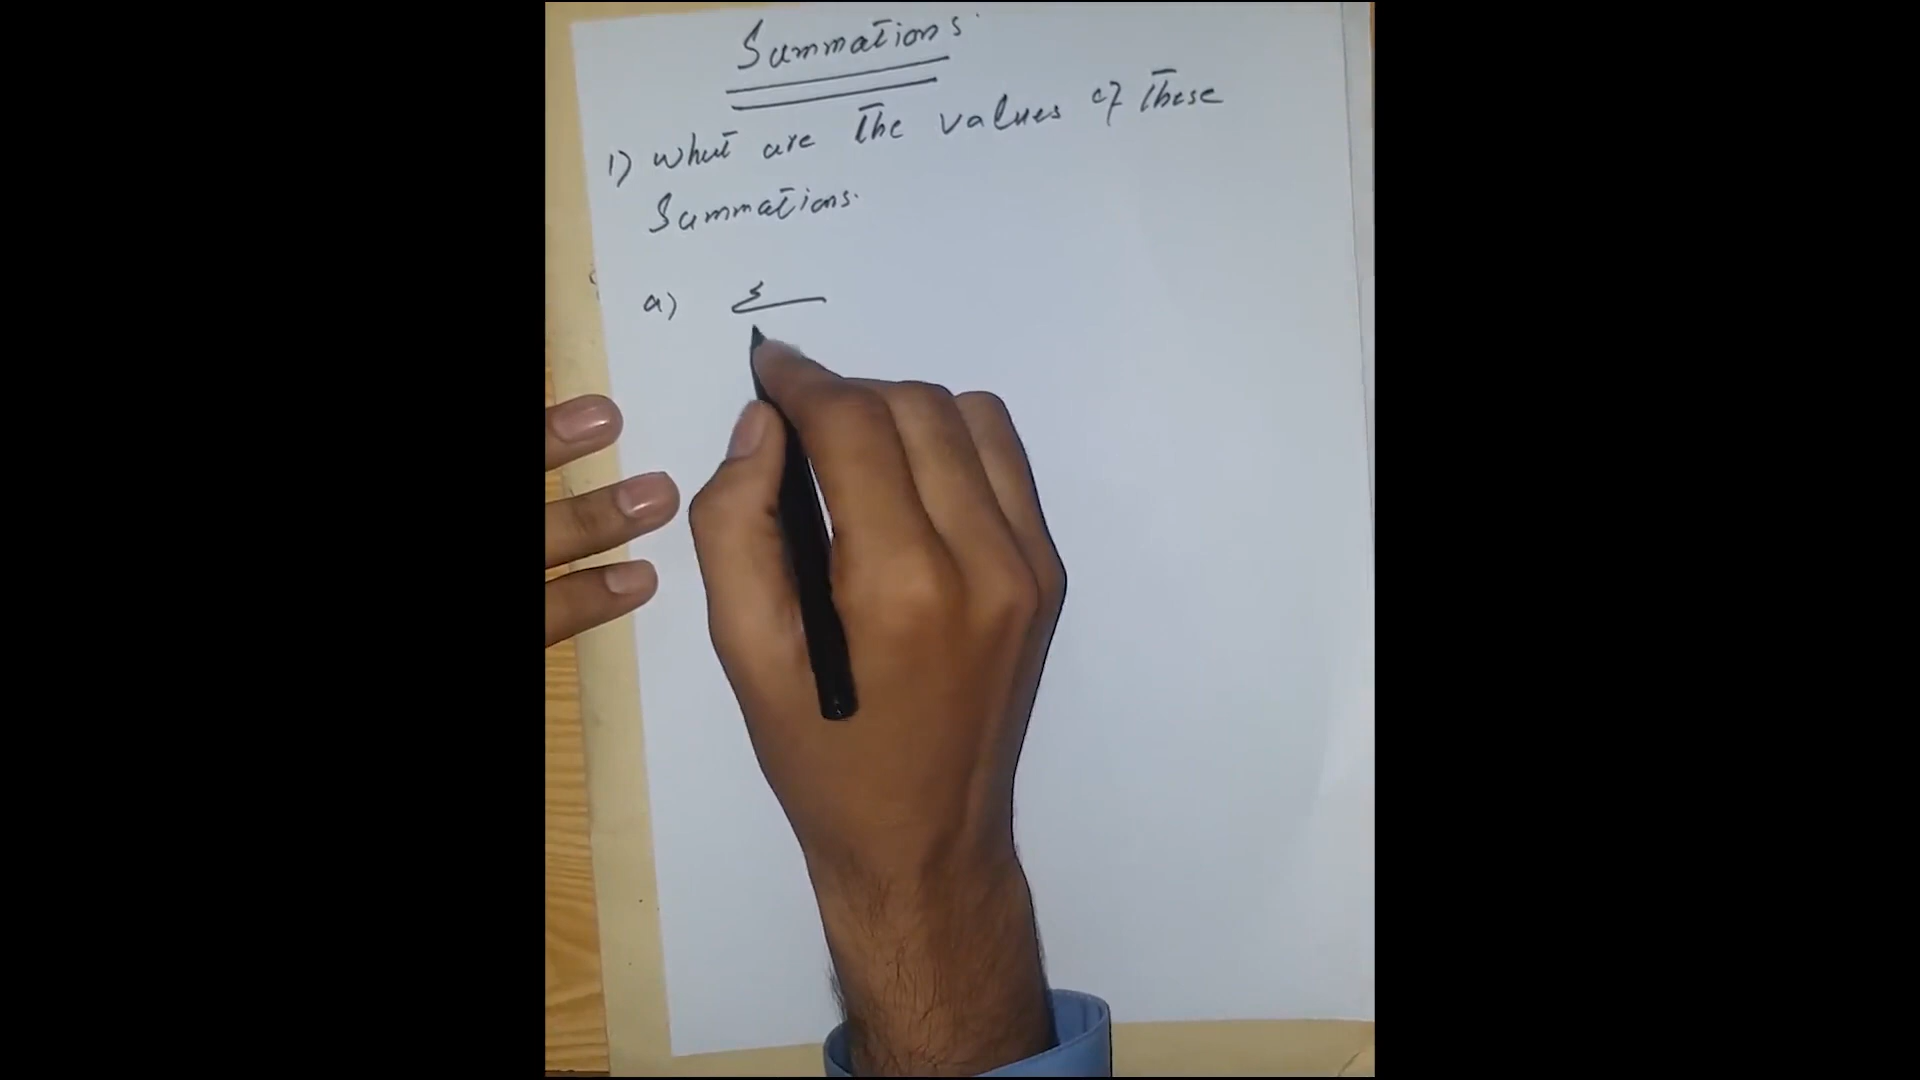 Summations
1) What are the values of these
Summations.
a) Σ